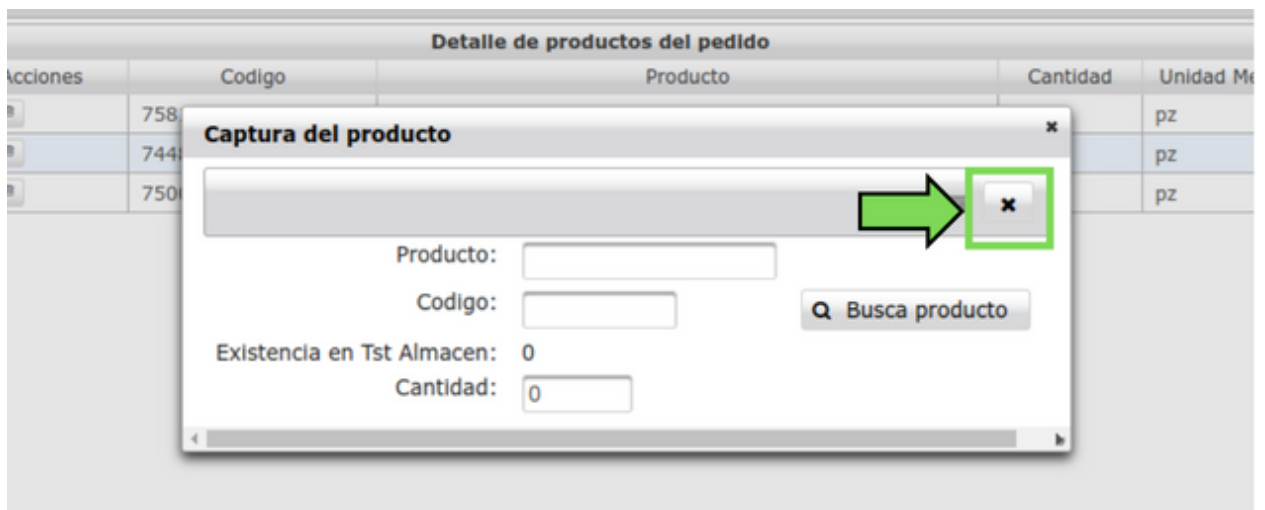 Detalle de productos del pedido
Acciones Codigo Producto Cantidad Unidad Me
758 pz
Captura del producto
744 pz
750 pz
Producto:
Codigo: Busca producto
Existencia en Tst Almacen: 0
Cantidad: 0